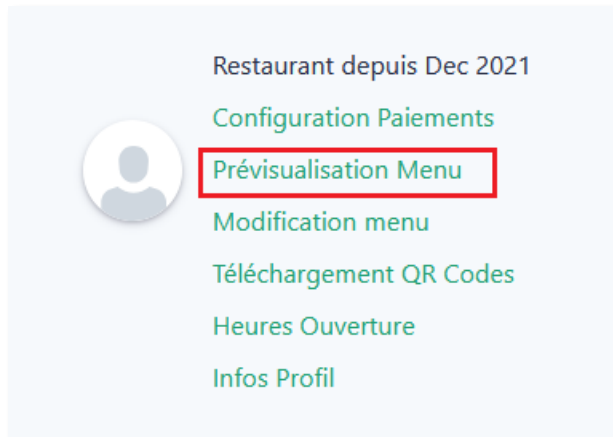 Restaurant depuis Dec 2021
Configuration Paiements
Prévisualisation Menu
Modification menu
Téléchargement QR Codes
Heures Ouverture
Infos Profil